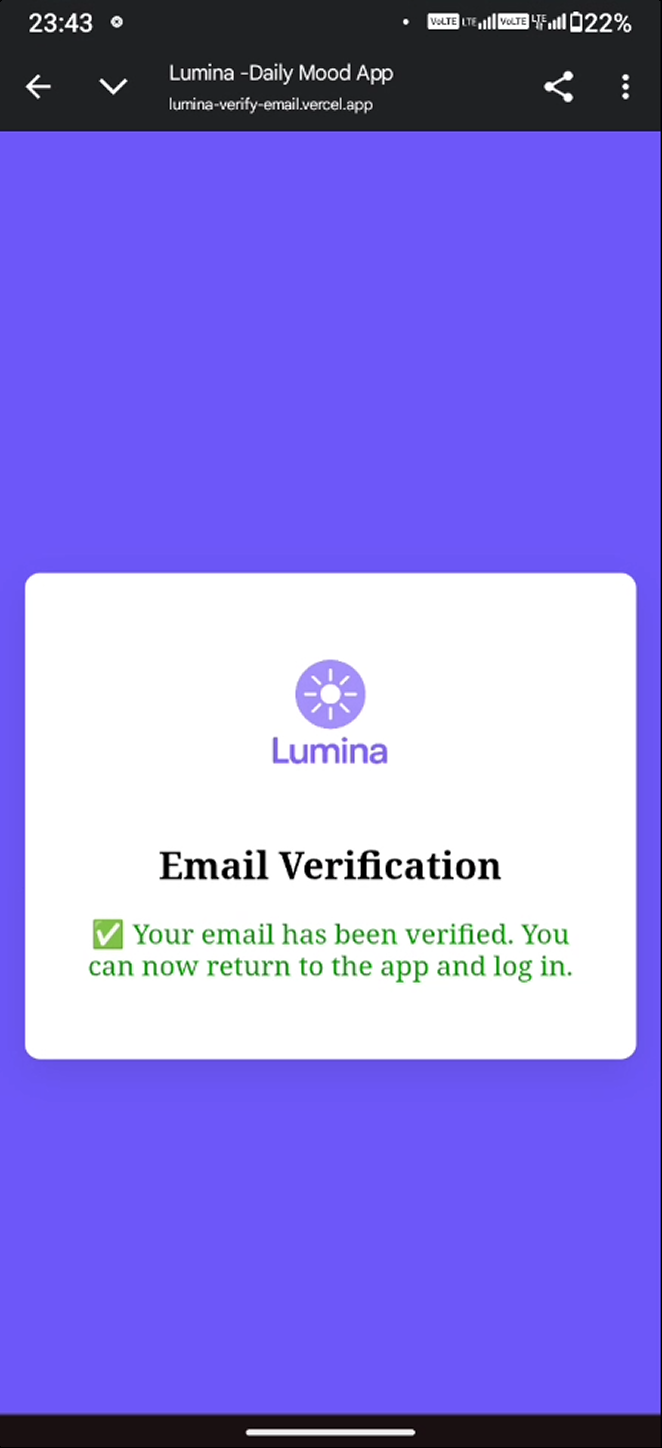 23:43
VoLTE LTE VoLTE LTE 22%
Lumina -Daily Mood App
lumina-verify-email.vercel.app
Lumina
Email Verification
✅ Your email has been verified. You
can now return to the app and log in.